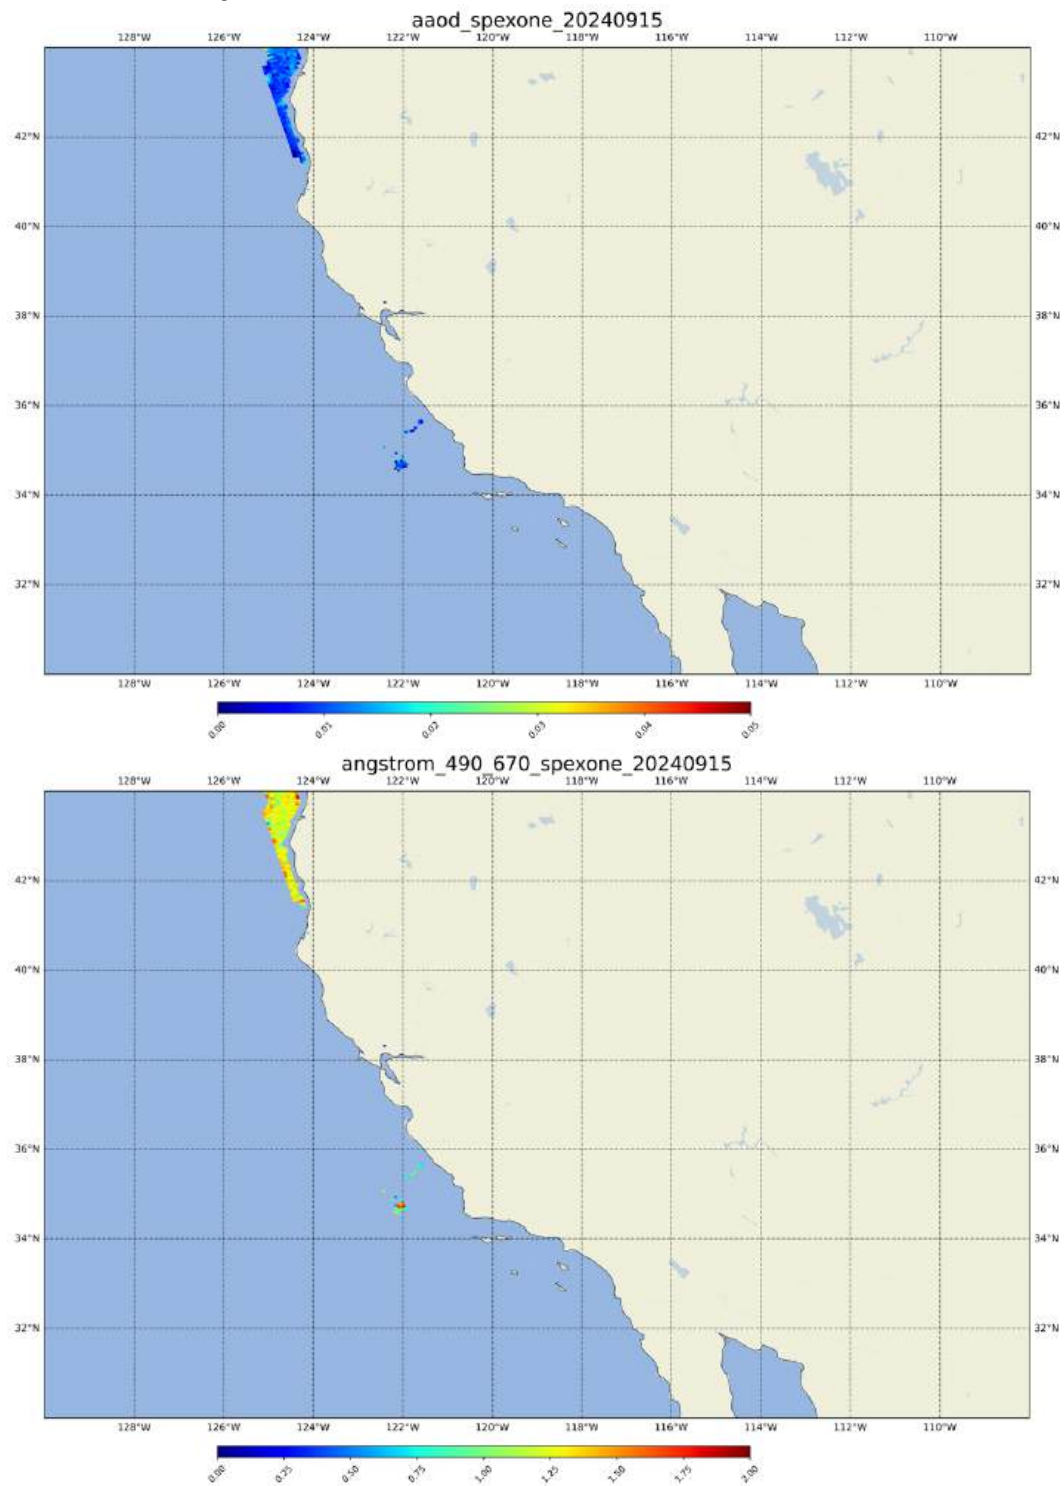 aaod_spexone_20240915
128°W 126°W 124°W 122°W 120°W 118°W 116°W 114°W 112°W 110°W
42°N 42°N
40°N 40°N
38°N 38°N
36°N 36°N
34°N 34°N
32°N 32°N
128°W 126°W 124°W 122°W 120°W 118°W 116°W 114°W 112°W 110°W
0.00 0.01 0.02 0.03 0.04 0.05
angstrom_490_670_spexone_20240915
128°W 126°W 124°W 122°W 120°W 118°W 116°W 114°W 112°W 110°W
42°N 42°N
40°N 40°N
38°N 38°N
36°N 36°N
34°N 34°N
32°N 32°N
128°W 126°W 124°W 122°W 120°W 118°W 116°W 114°W 112°W 110°W
0.00 0.25 0.50 0.75 1.00 1.25 1.50 1.75 2.00